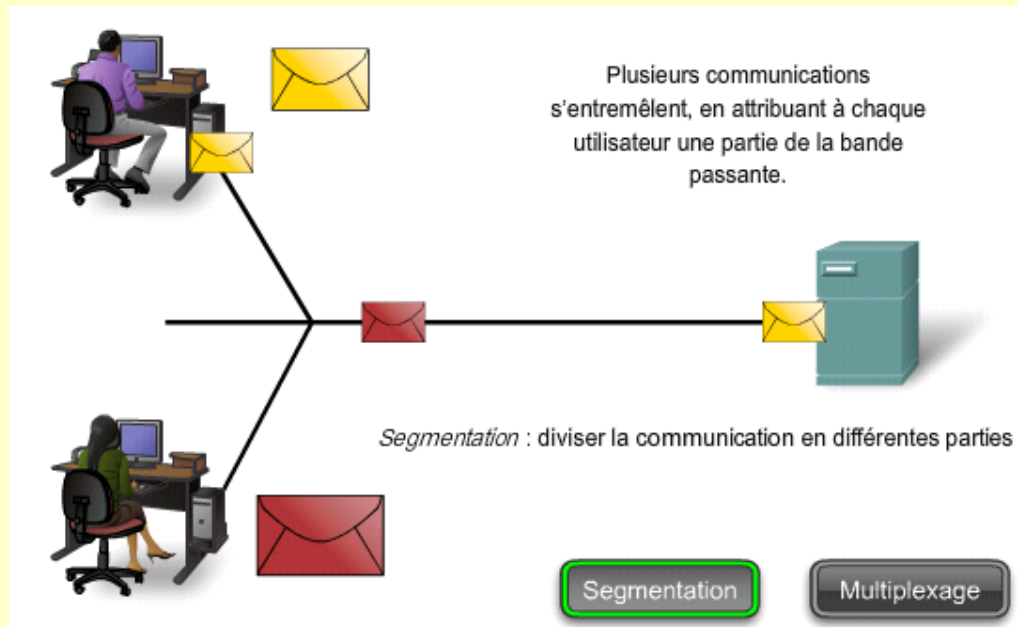 Plusieurs communications
s'entremêlent, en attribuant à chaque
utilisateur une partie de la bande
passante.
Segmentation : diviser la communication en différentes parties
Segmentation
Multiplexage